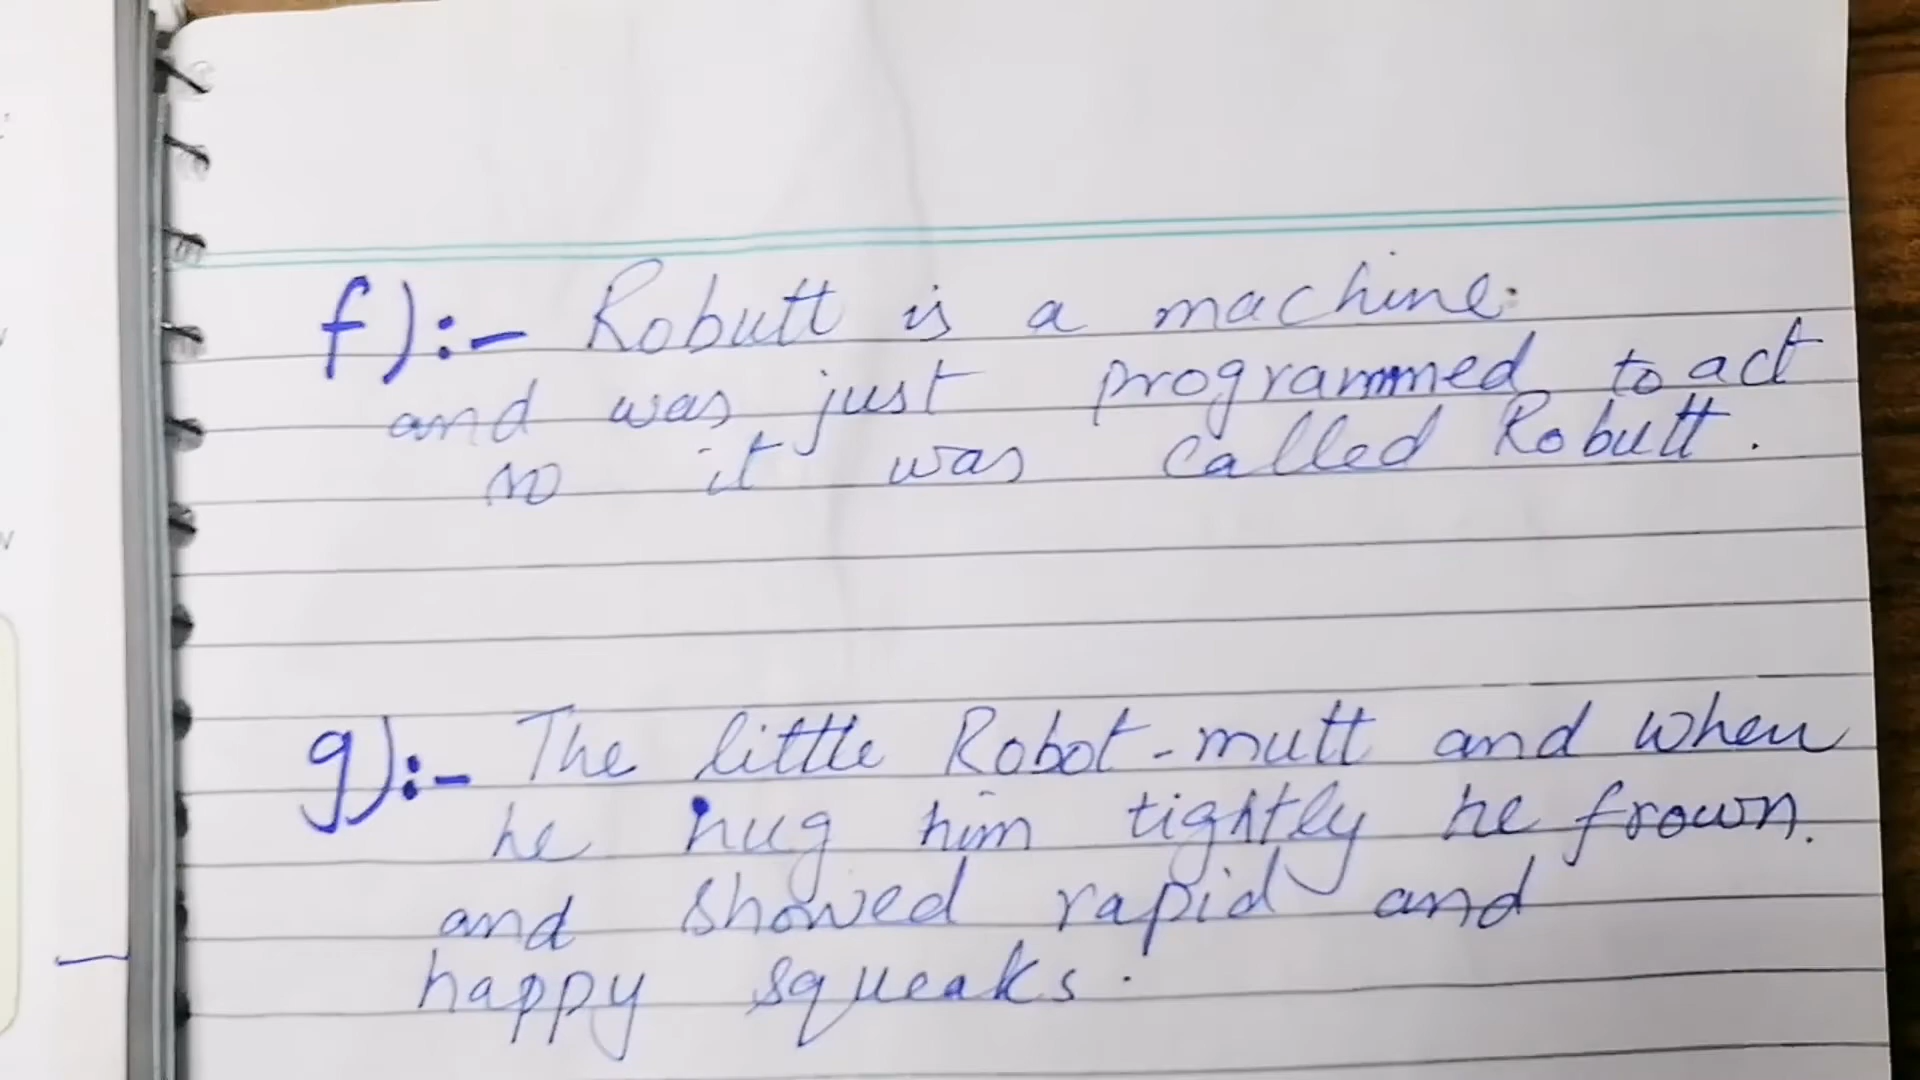 f):- Robutt is a machine.
and was just programmed to act
so it was called Robutt.
g):- The little Robot-mutt and when
he hug him tightly he frown.
and showed rapid and
happy squeaks.